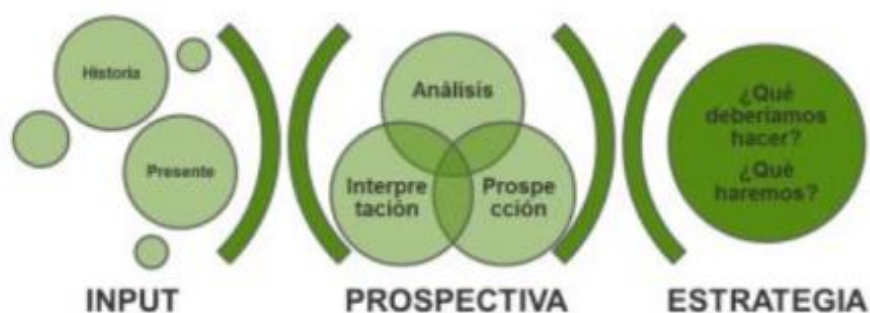 Historia
Presente
INPUT
Análisis
Interpre
tación
Prospe
cción
PROSPECTIVA
¿Qué
deberíamos
hacer?
¿Qué
haremos?
ESTRATEGIA